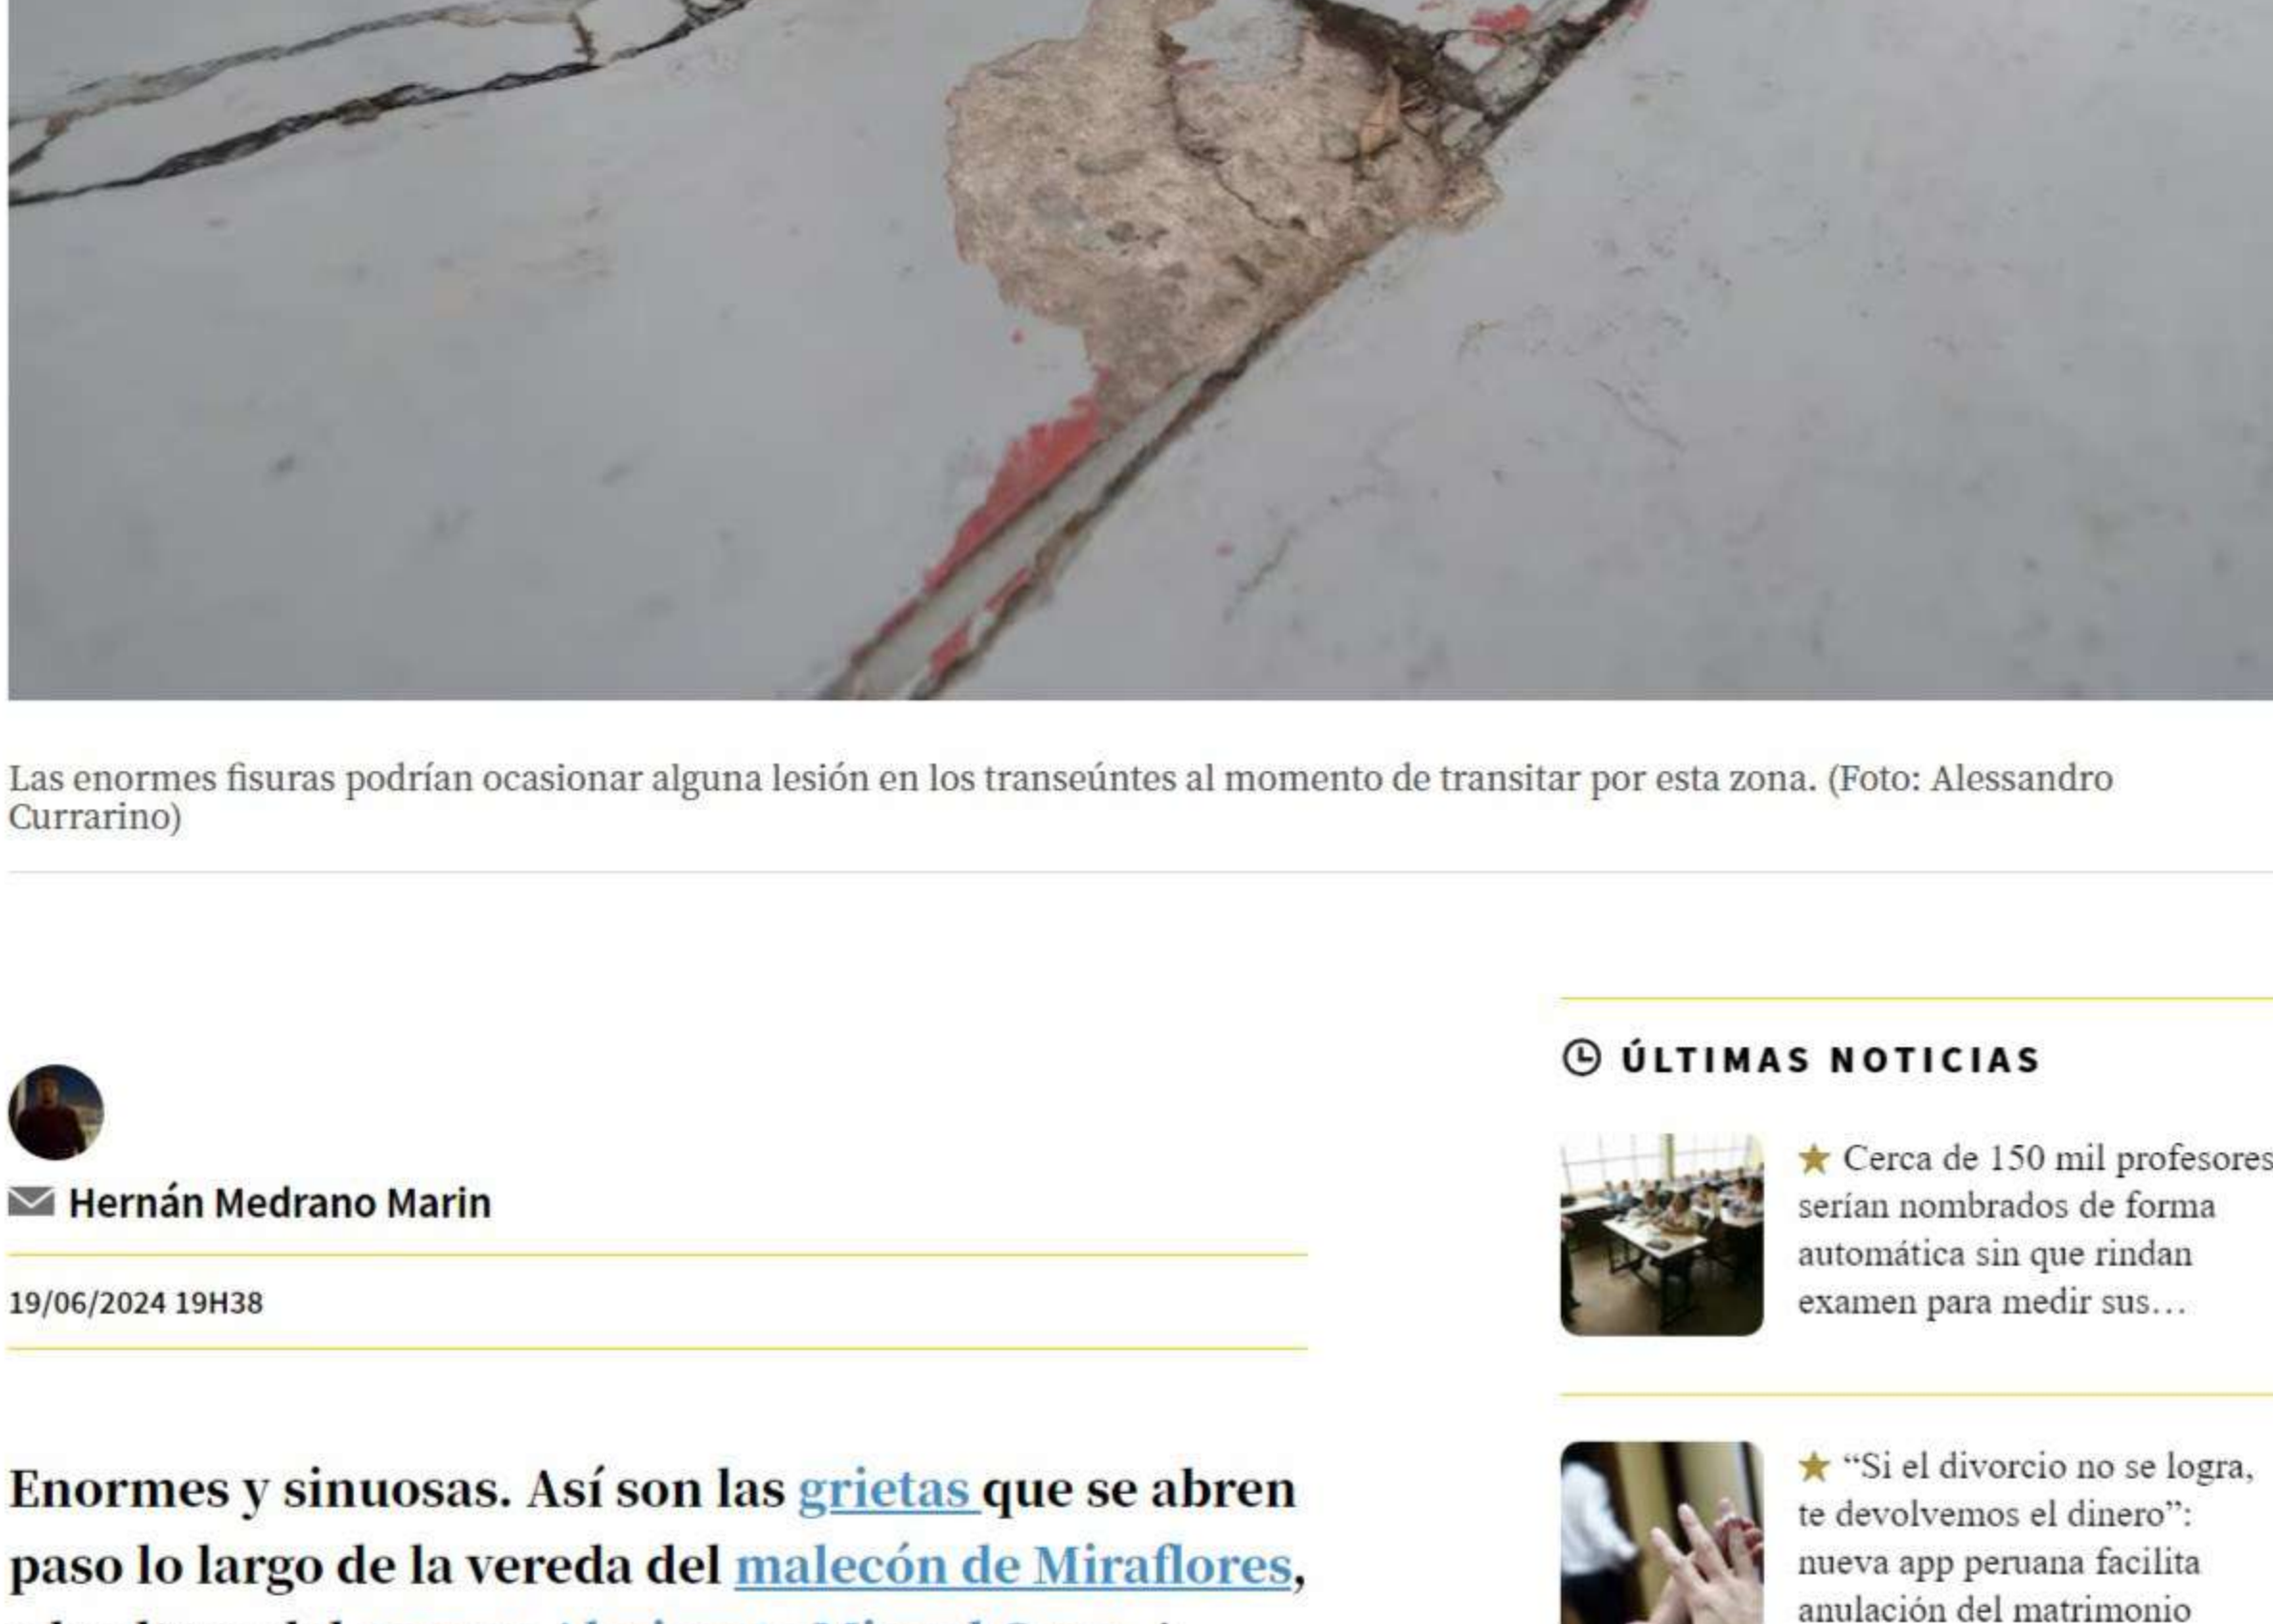 Las enormes fisuras podrían ocasionar alguna lesión en los transeúntes al momento de transitar por esta zona. (Foto: Alessandro
Currarino)
Hernán Medrano Marin
19/06/2024 19H38
Enormes y sinuosas. Así son las grietas que se abren
paso lo largo de la vereda del malecón de Miraflores,
ÚLTIMAS NOTICIAS
★ Cerca de 150 mil profesores
serían nombrados de forma
automática sin que rindan
examen para medir sus…
★ “Si el divorcio no se logra,
te devolvemos el dinero”:
nueva app peruana facilita
anulación del matrimonio